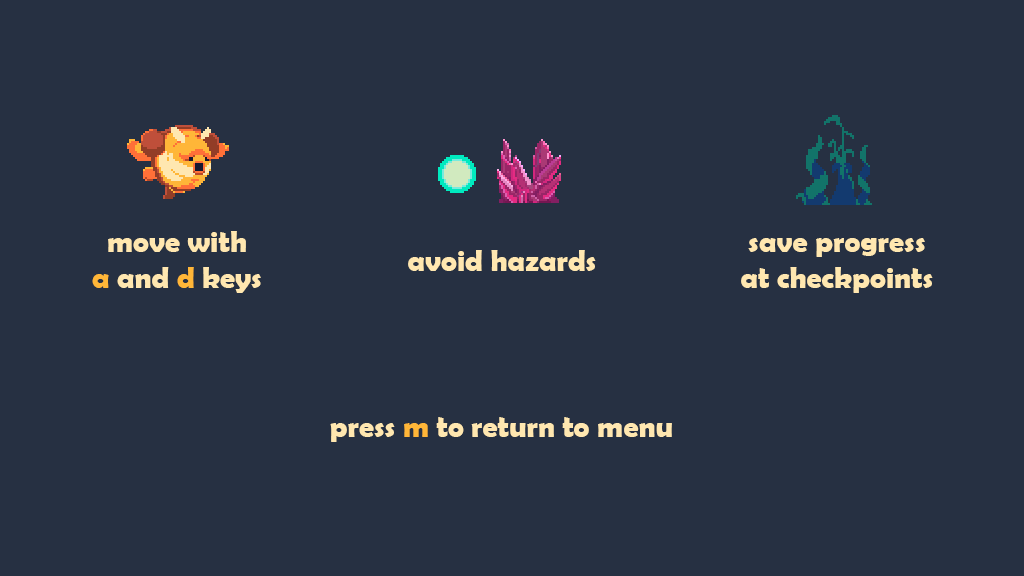 move with
a and d keys
avoid hazards
save progress
at checkpoints
press m to return to menu